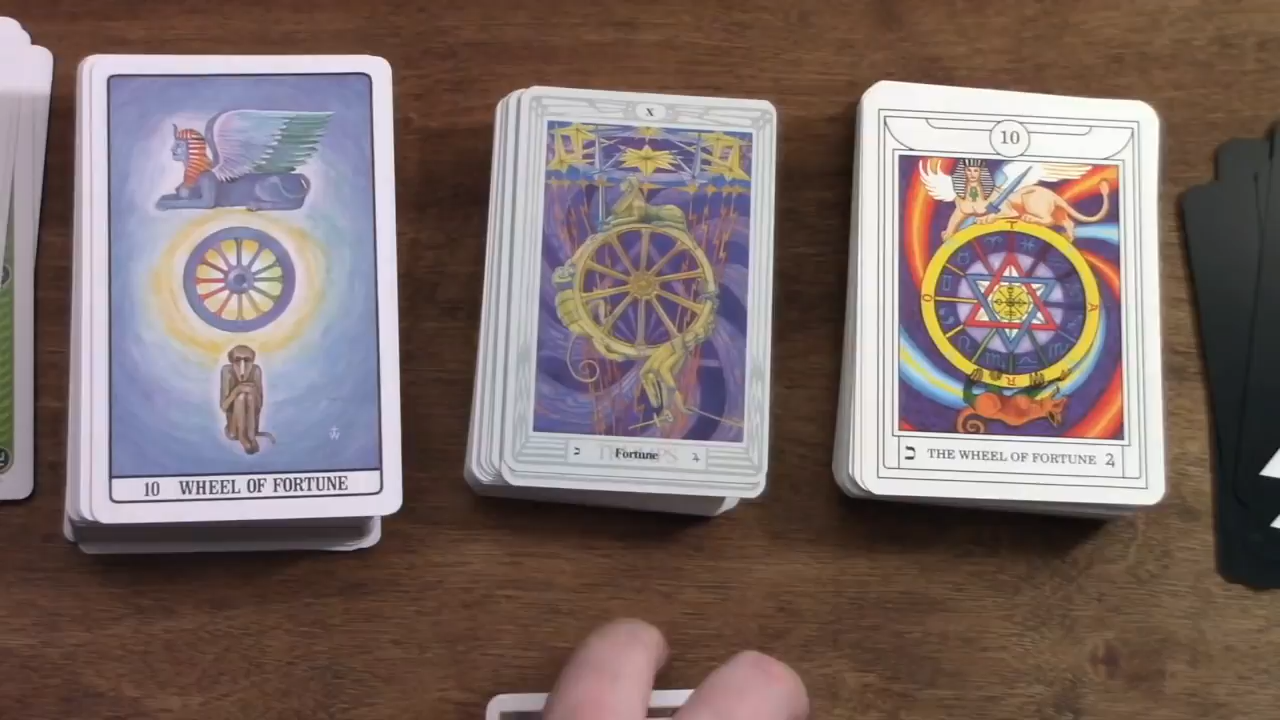 10 WHEEL OF FORTUNE
W
X
כ Fortune ♃
10
T
A
R
O
כ THE WHEEL OF FORTUNE ♃